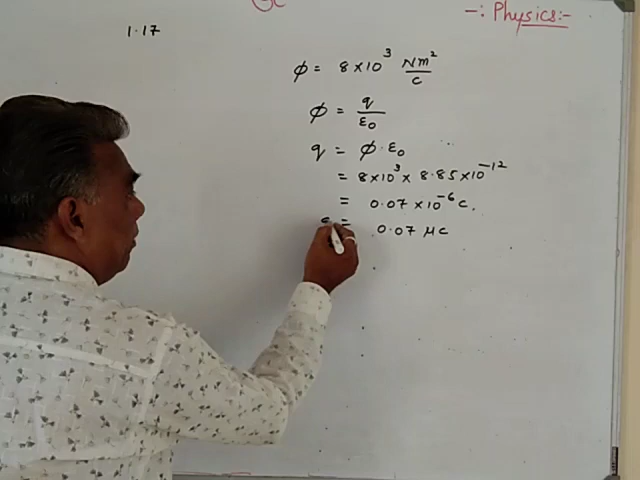 -: Physics:-
1.17
φ = 8×10³ Nm²/C
φ = q/ε₀
q = φ·ε₀
= 8×10³ × 8.85×10⁻¹²
= 0.07 ×10⁻⁶ C.
= 0.07 μC